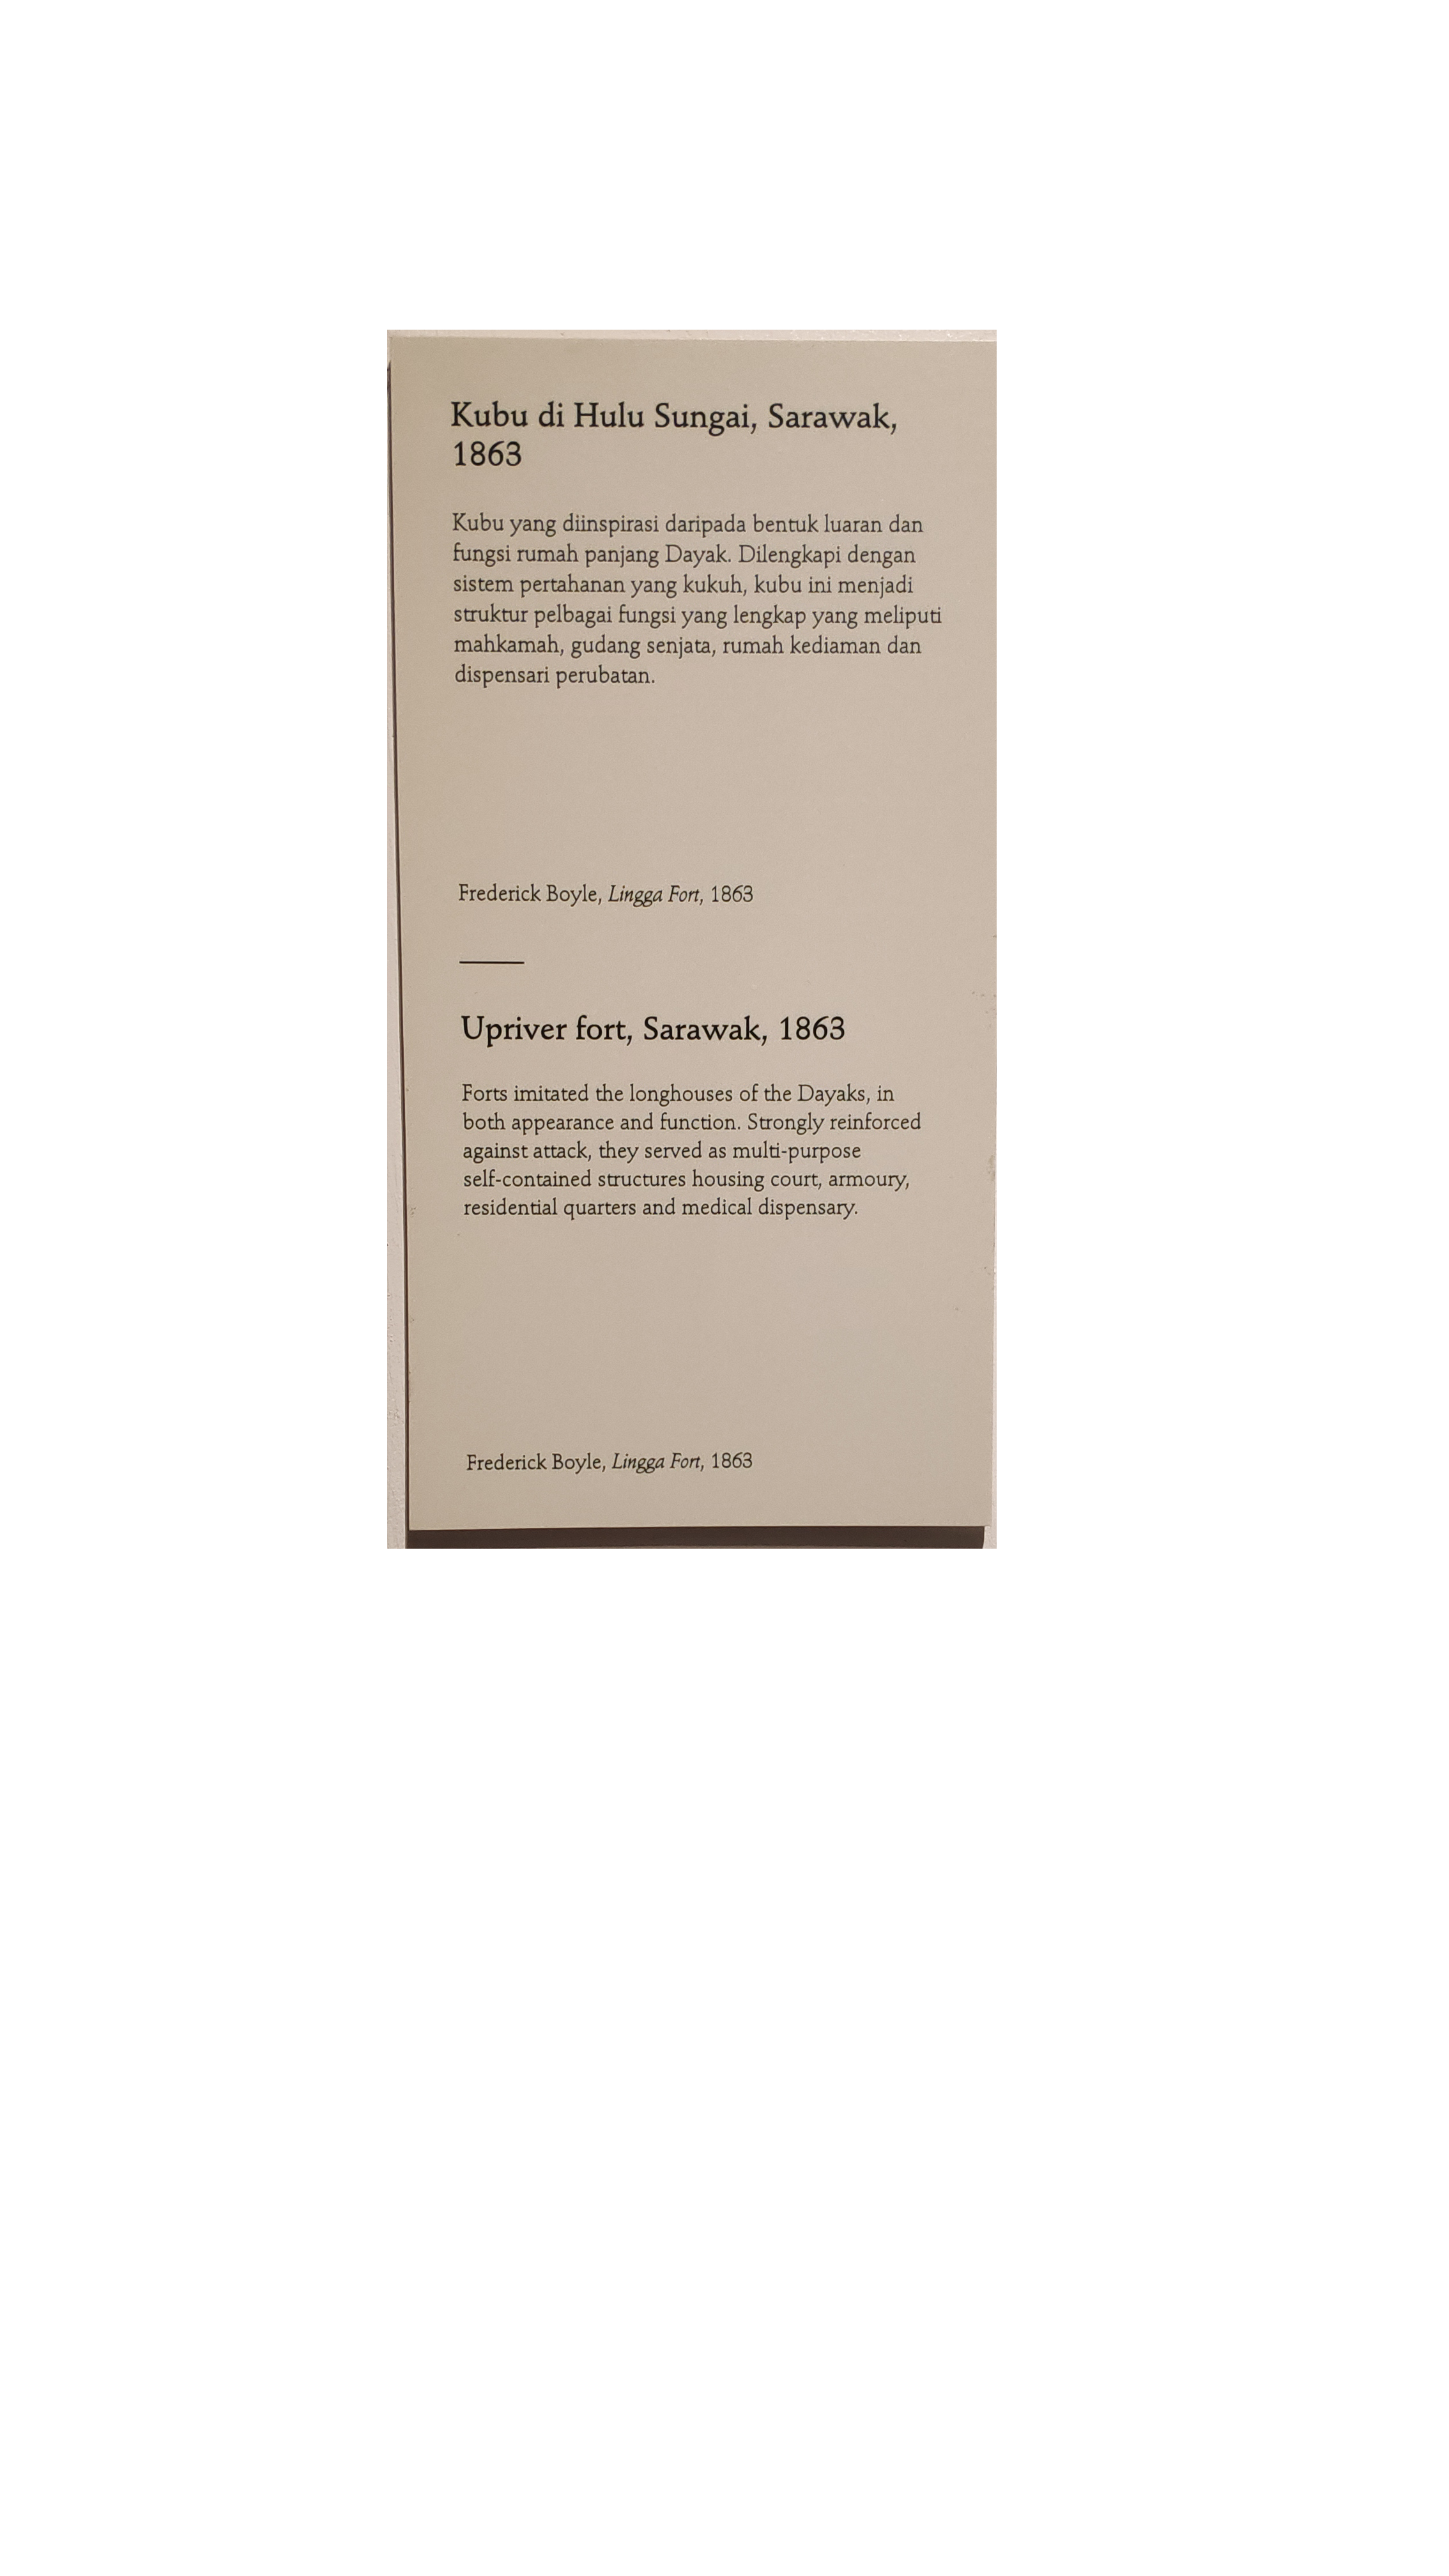 Kubu di Hulu Sungai, Sarawak,
1863
Kubu yang diinspirasi daripada bentuk luaran dan
fungsi rumah panjang Dayak. Dilengkapi dengan
sistem pertahanan yang kukuh, kubu ini menjadi
struktur pelbagai fungsi yang lengkap yang meliputi
mahkamah, gudang senjata, rumah kediaman dan
dispensari perubatan.
Frederick Boyle, Lingga Fort, 1863
Upriver fort, Sarawak, 1863
Forts imitated the longhouses of the Dayaks, in
both appearance and function. Strongly reinforced
against attack, they served as multi-purpose
self-contained structures housing court, armoury,
residential quarters and medical dispensary.
Frederick Boyle, Lingga Fort, 1863